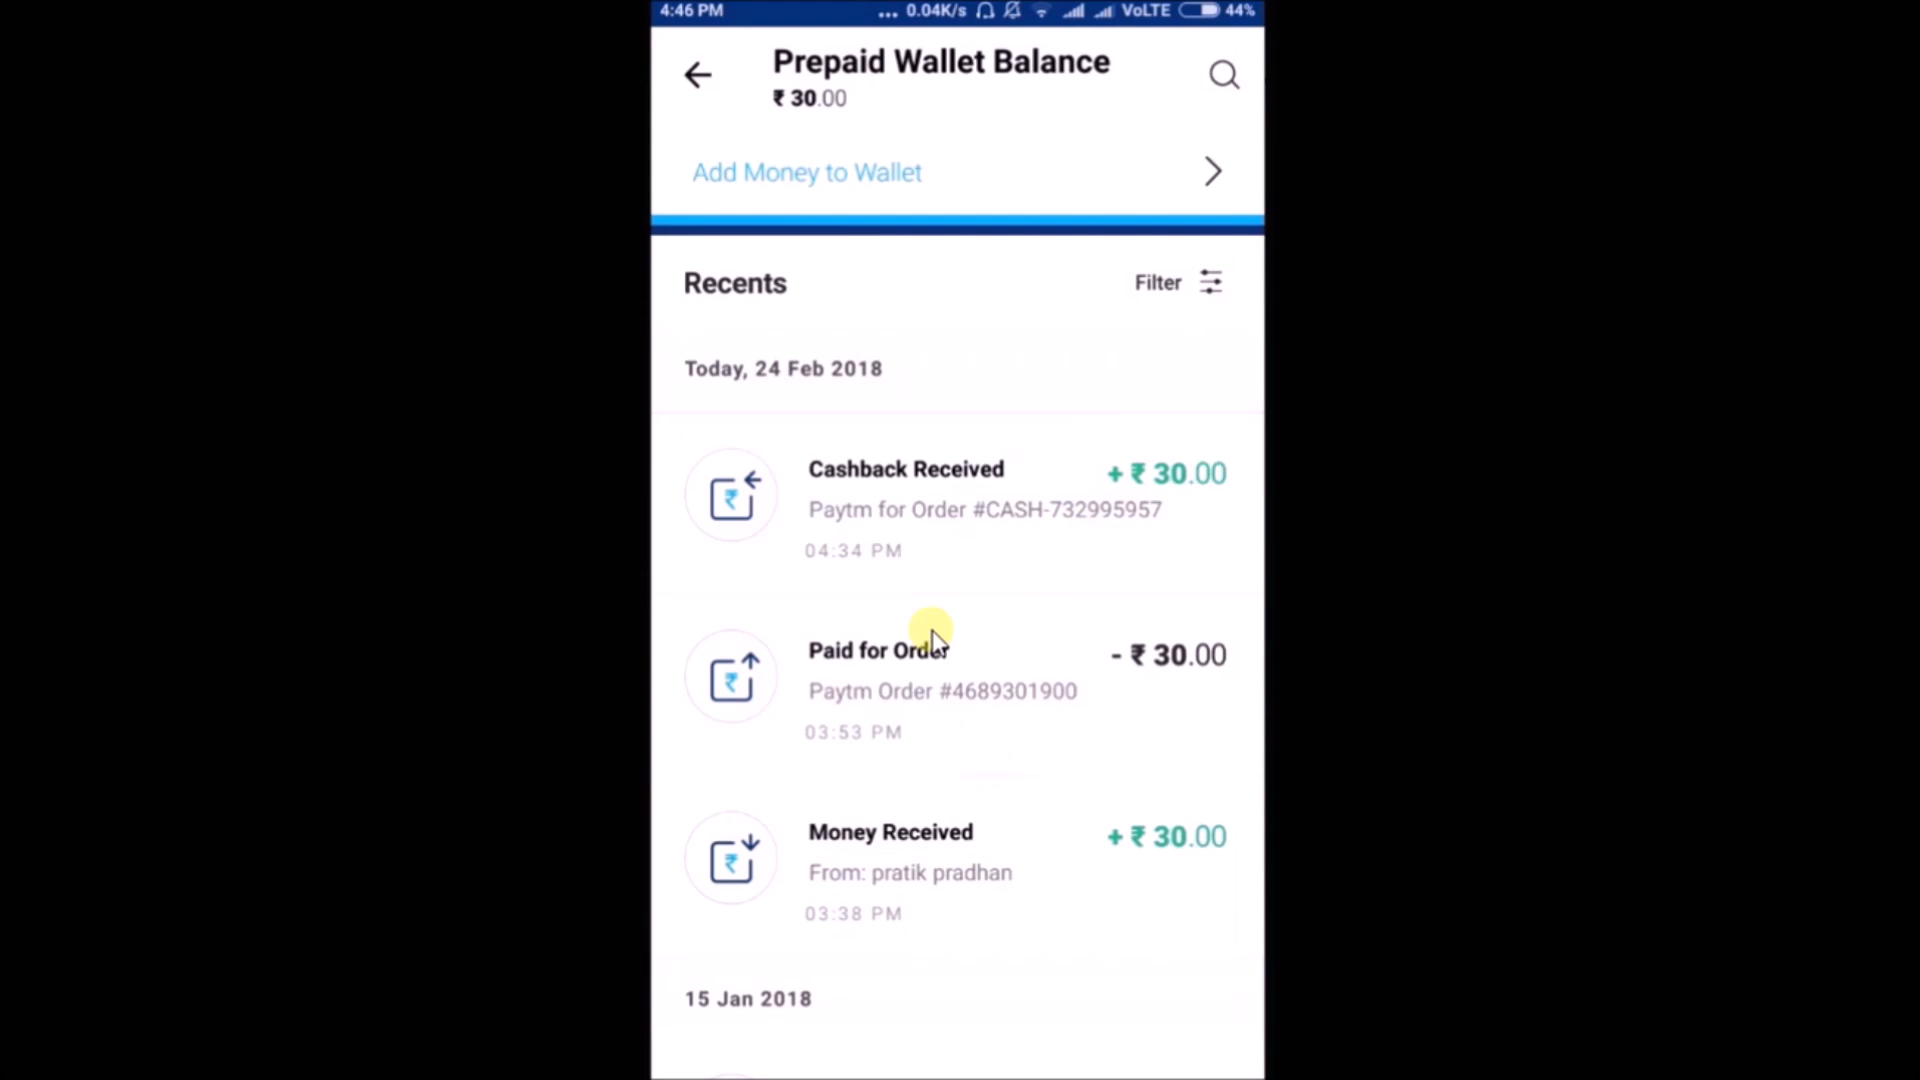 4:46 PM ... 0.04K/s VoLTE 44%
Prepaid Wallet Balance
₹ 30.00
Add Money to Wallet
Recents
Filter
Today, 24 Feb 2018
Cashback Received + ₹ 30.00
Paytm for Order #CASH-732995957
04:34 PM
Paid for Order - ₹ 30.00
Paytm Order #4689301900
03:53 PM
Money Received + ₹ 30.00
From: pratik pradhan
03:38 PM
15 Jan 2018